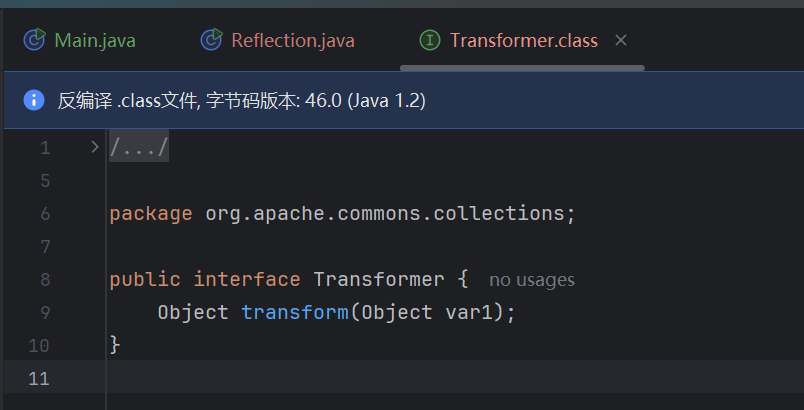 Main.java Reflection.java Transformer.class
反编译 .class文件, 字节码版本: 46.0 (Java 1.2)
1 /.../
5
6 package org.apache.commons.collections;
7
8 public interface Transformer { no usages
9 Object transform(Object var1);
10 }
11